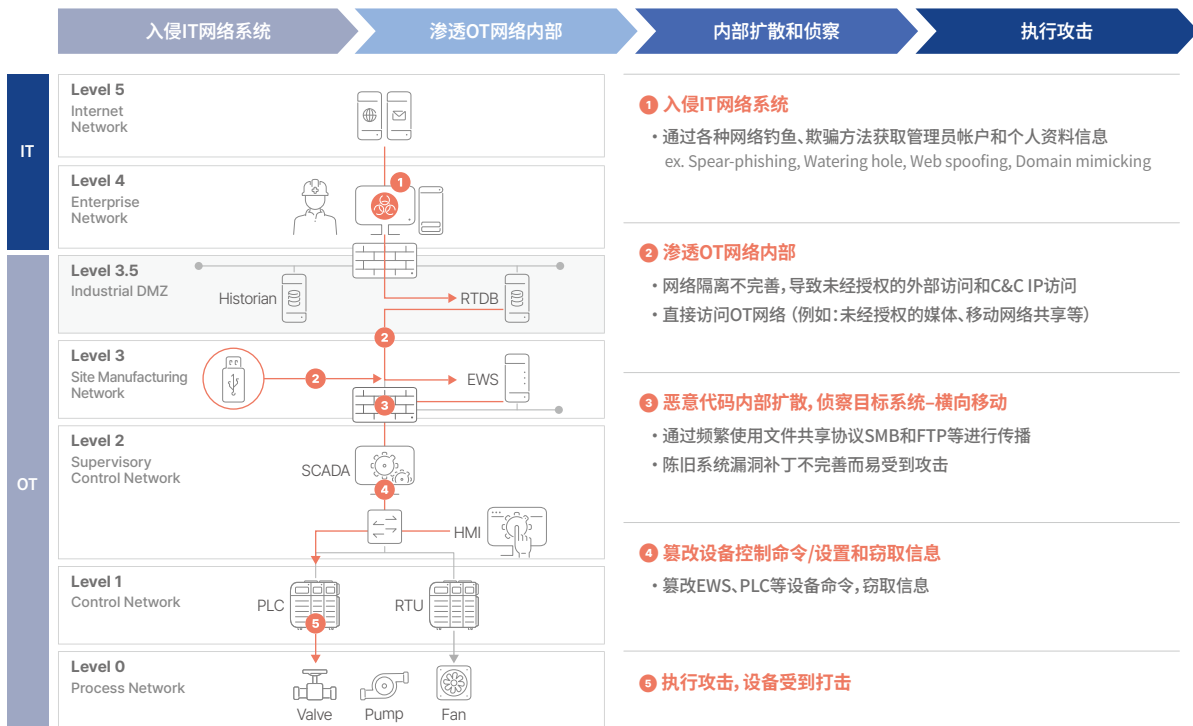 入侵IT网络系统
渗透OT网络内部
内部扩散和侦察
执行攻击
IT
Level 5
Internet
Network
Level 4
Enterprise
Network
1
OT
Level 3.5
Industrial DMZ
Historian
RTDB
2
Level 3
Site Manufacturing
Network
2
EWS
3
Level 2
Supervisory
Control Network
SCADA
4
HMI
Level 1
Control Network
PLC
RTU
5
Level 0
Process Network
Valve
Pump
Fan
1 入侵IT网络系统
・通过各种网络钓鱼、欺骗方法获取管理员帐户和个人资料信息
ex. Spear-phishing, Watering hole, Web spoofing, Domain mimicking
2 渗透OT网络内部
・网络隔离不完善，导致未经授权的外部访问和C&C IP访问
・直接访问OT网络（例如：未经授权的媒体、移动网络共享等）
3 恶意代码内部扩散，侦察目标系统–横向移动
・通过频繁使用文件共享协议SMB和FTP等进行传播
・陈旧系统漏洞补丁不完善而易受到攻击
4 篡改设备控制命令/设置和窃取信息
・篡改EWS、PLC等设备命令，窃取信息
5 执行攻击，设备受到打击